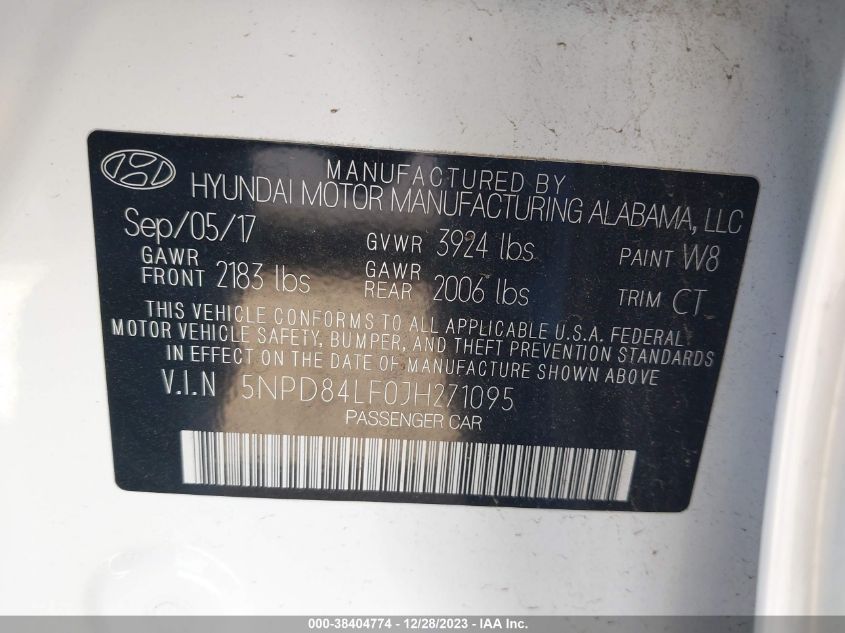 MANUFACTURED BY
HYUNDAI MOTOR MANUFACTURING ALABAMA, LLC
Sep/05/17 GVWR 3924 lbs PAINT W8
GAWR FRONT 2183 lbs GAWR REAR 2006 lbs TRIM CT
THIS VEHICLE CONFORMS TO ALL APPLICABLE U.S.A. FEDERAL
MOTOR VEHICLE SAFETY, BUMPER, AND THEFT PREVENTION STANDARDS
IN EFFECT ON THE DATE OF MANUFACTURE SHOWN ABOVE
V.I.N 5NPD84LF0JH271095
PASSENGER CAR
000-38404774 - 12/28/2023 - IAA Inc.